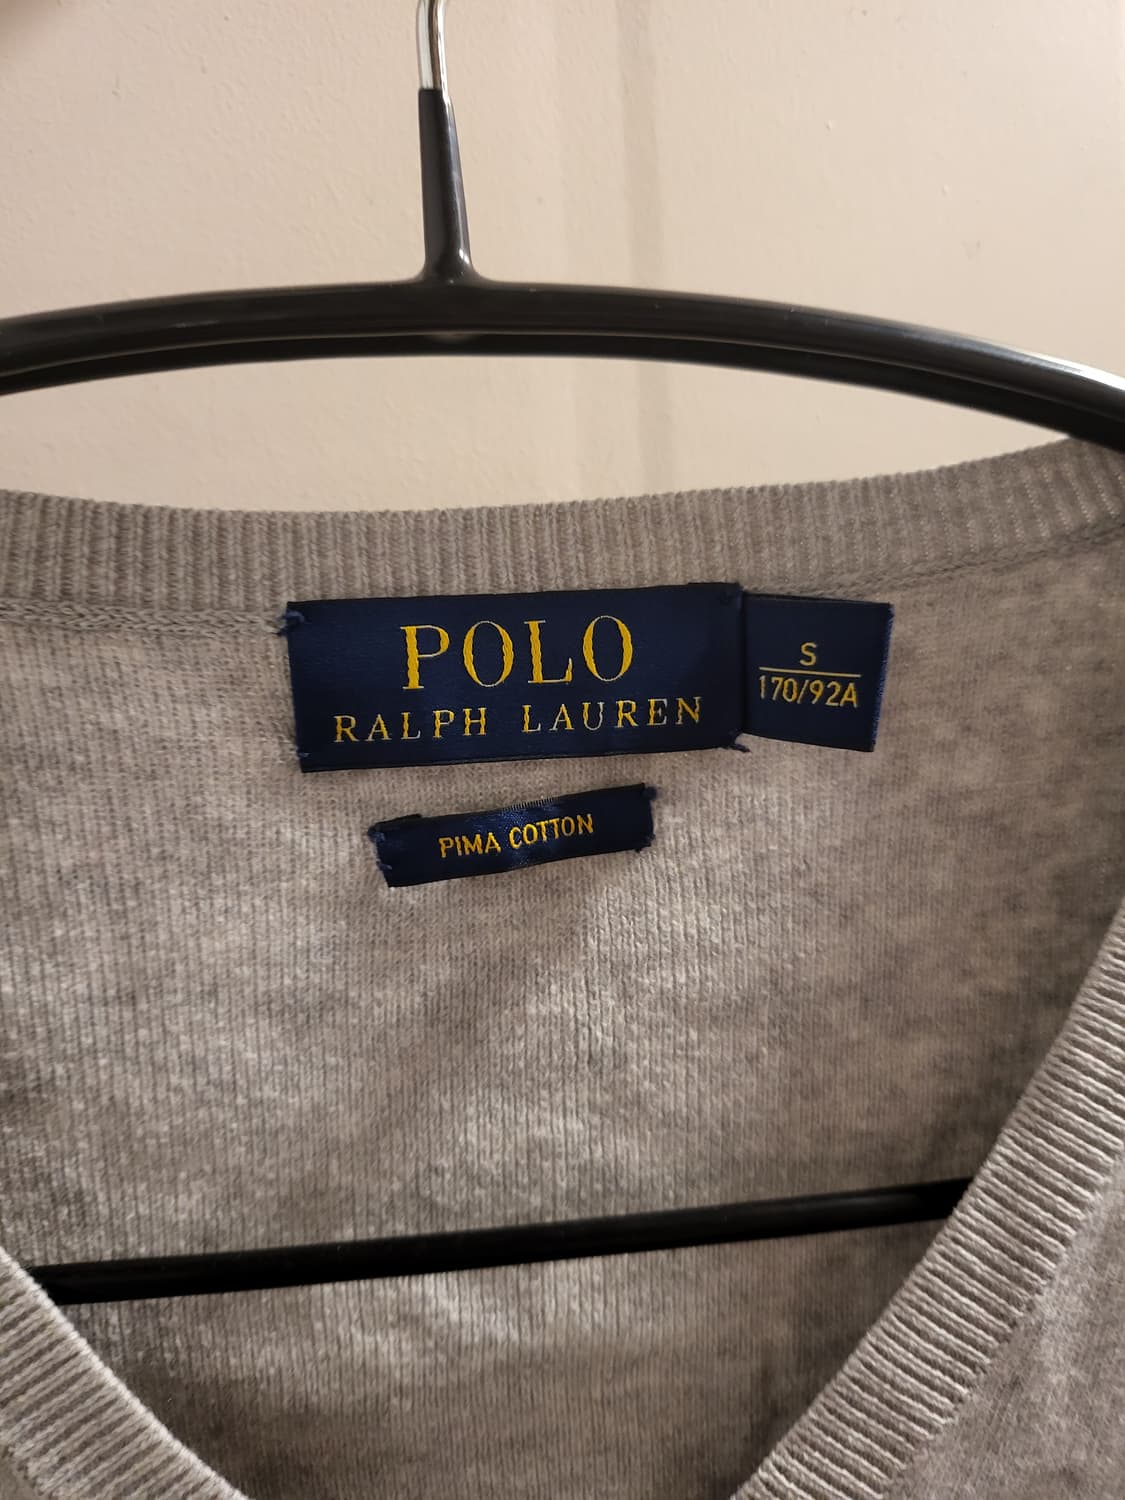 POLO
RALPH LAUREN
S
170/92A
PIMA COTTON